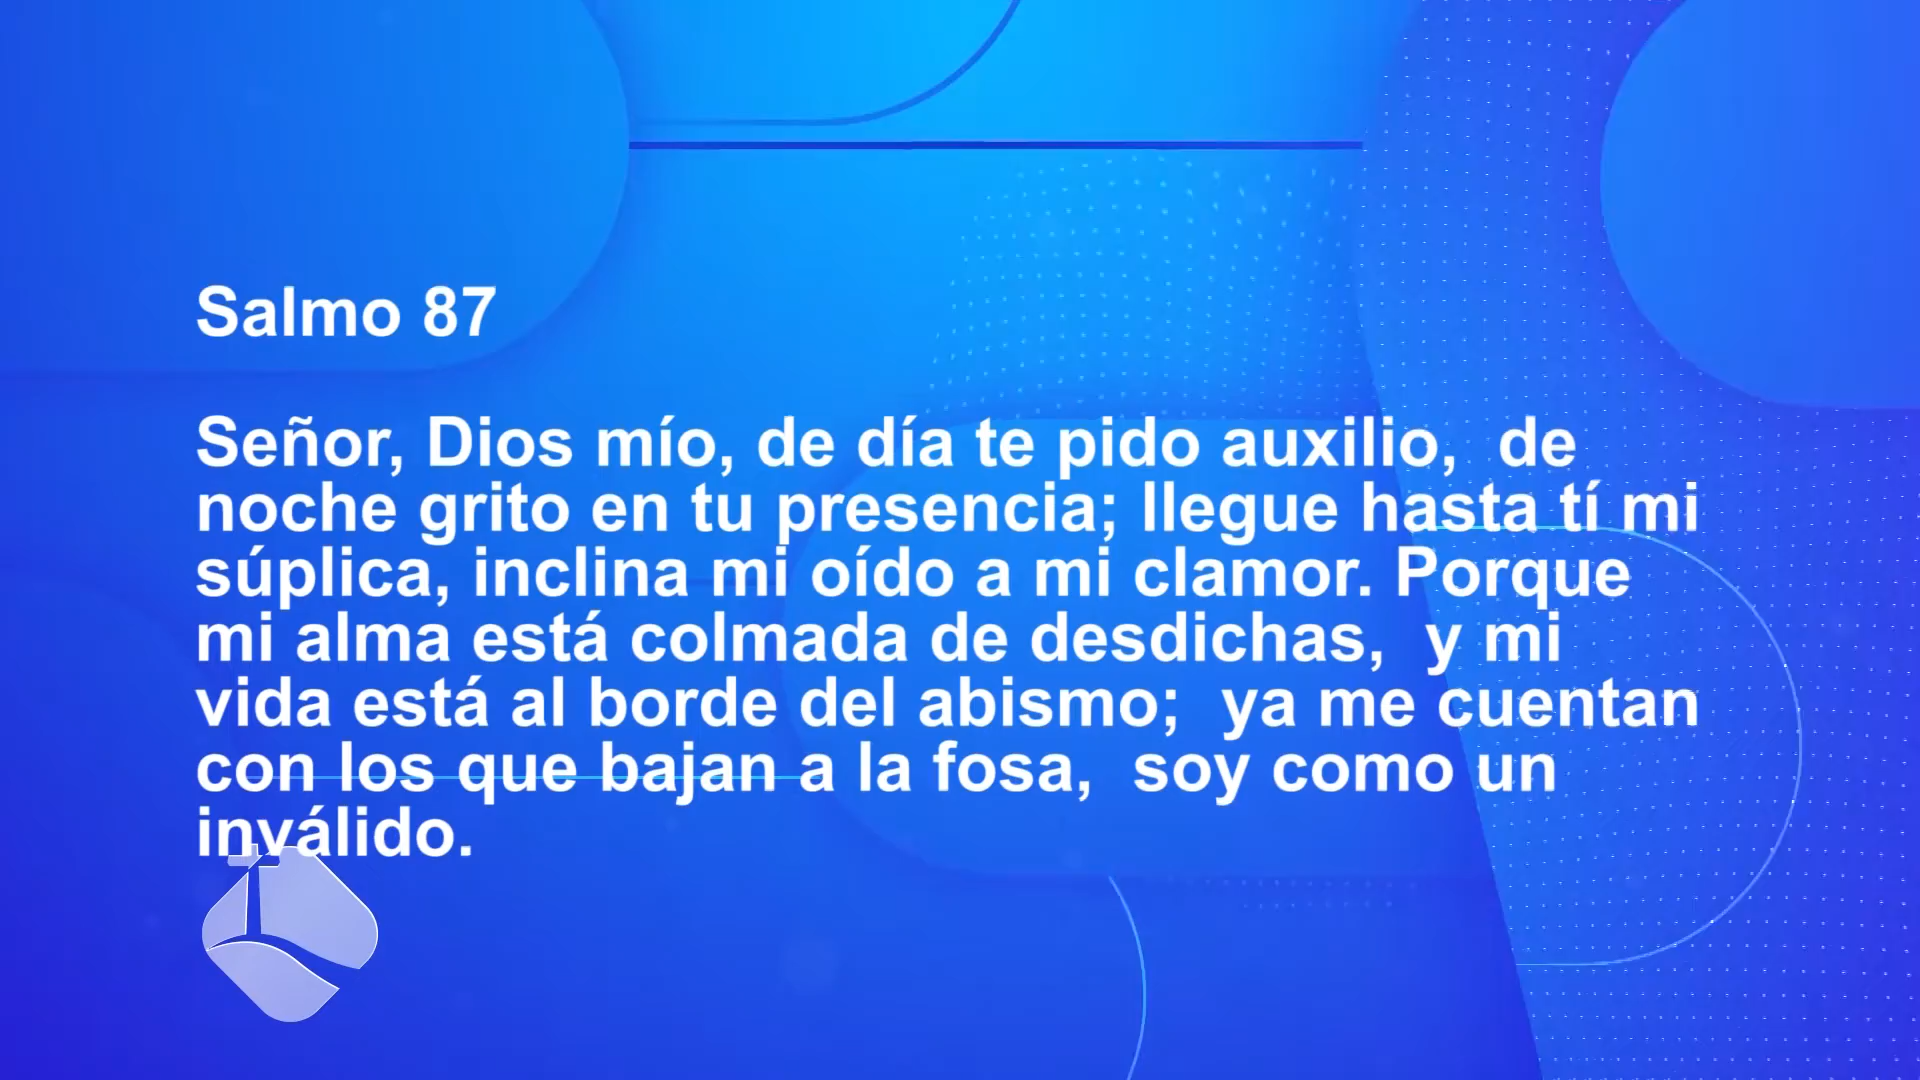 Salmo 87
Señor, Dios mío, de día te pido auxilio,  de
noche grito en tu presencia; llegue hasta tí mi
súplica, inclina mi oído a mi clamor. Porque
mi alma está colmada de desdichas,  y mi
vida está al borde del abismo;  ya me cuentan
con los que bajan a la fosa,  soy como un
inválido.